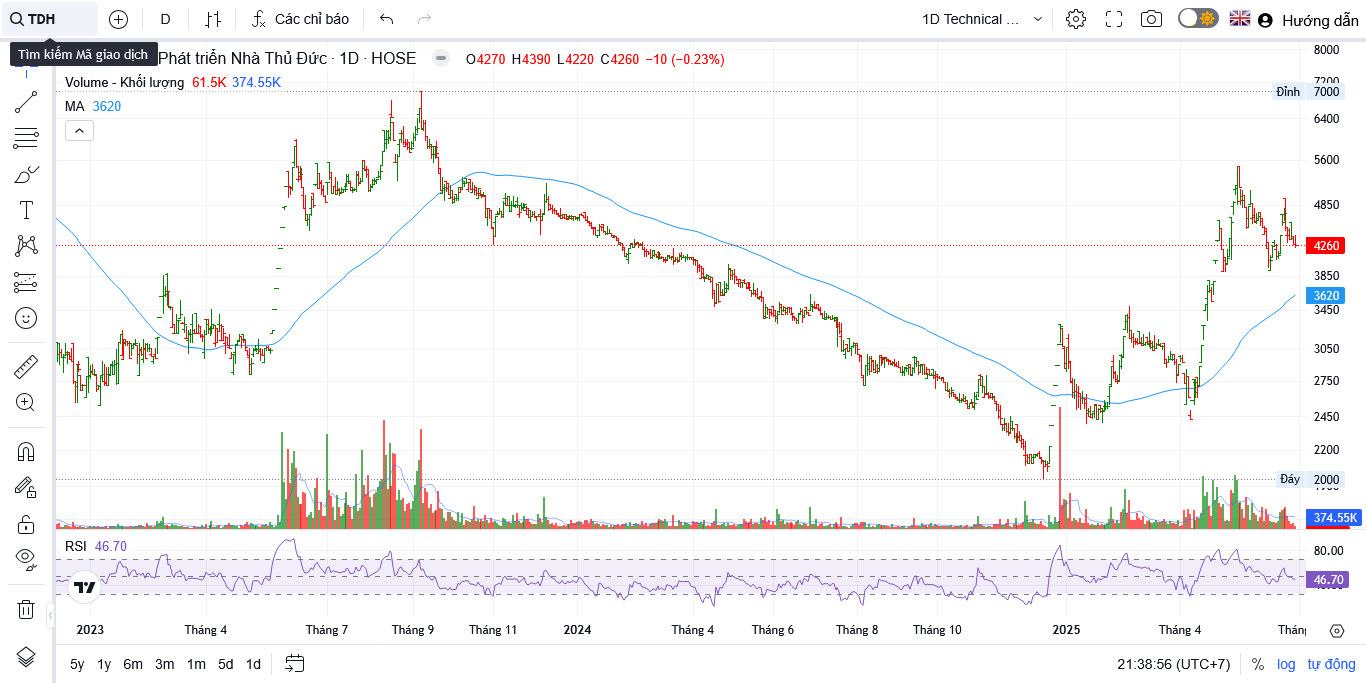 TDH
D
Các chỉ báo
1D Technical ...
Hướng dẫn
Tìm kiếm Mã giao dịch
Phát triển Nhà Thủ Đức · 1D · HOSE
O4270 H4390 L4220 C4260 −10 (−0.23%)
Volume - Khối lượng 61.5K 374.55K
MA 3620
8000
7200
Đỉnh 7000
6400
5600
4850
4260
3850
3620
3450
3050
2750
2450
2200
Đáy 2000
374.55K
RSI 46.70
80.00
46.70
2023 Tháng 4 Tháng 7 Tháng 9 Tháng 11 2024 Tháng 4 Tháng 6 Tháng 8 Tháng 10 2025 Tháng 4 Tháng
5y 1y 6m 3m 1m 5d 1d
21:38:56 (UTC+7) % log tự động